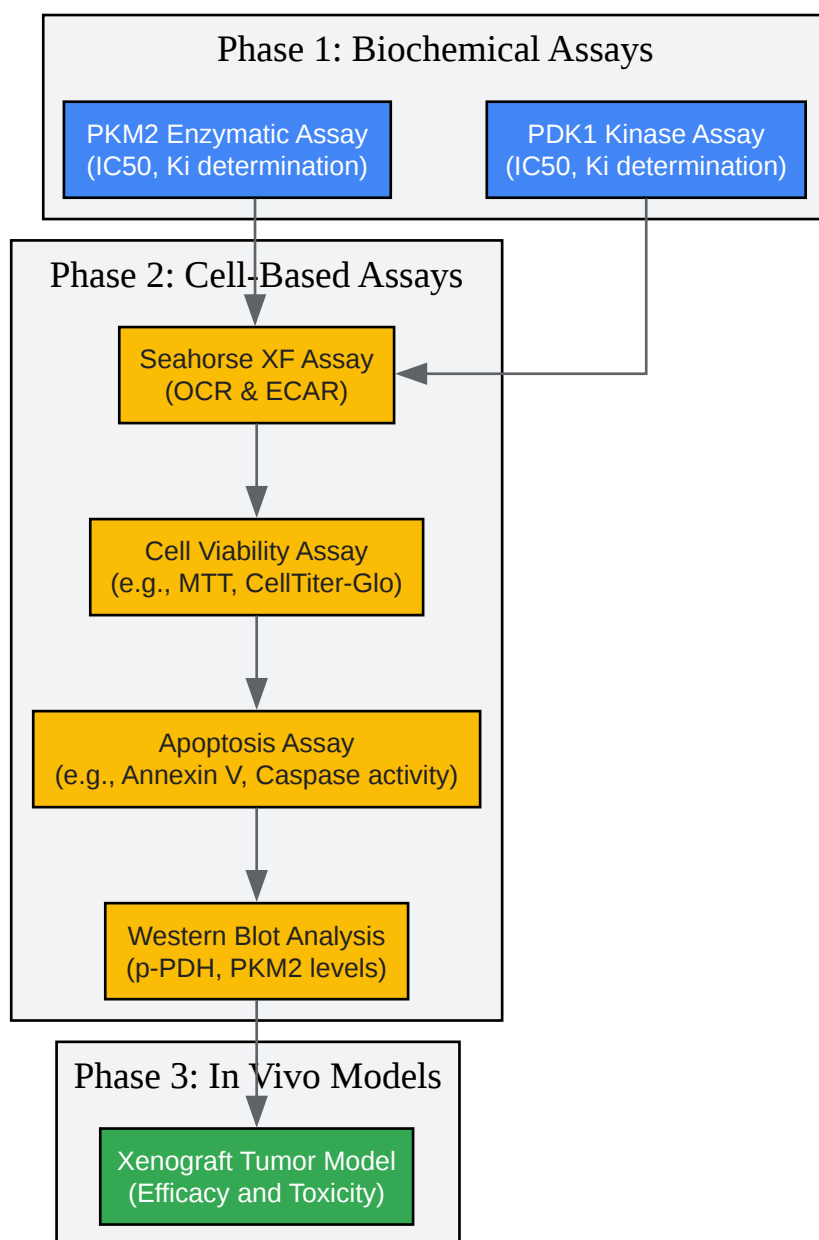 Phase 1: Biochemical Assays
PKM2 Enzymatic Assay
(IC50, Ki determination)
PDK1 Kinase Assay
(IC50, Ki determination)
Phase 2: Cell-Based Assays
Seahorse XF Assay
(OCR & ECAR)
Cell Viability Assay
(e.g., MTT, CellTiter-Glo)
Apoptosis Assay
(e.g., Annexin V, Caspase activity)
Western Blot Analysis
(p-PDH, PKM2 levels)
Phase 3: In Vivo Models
Xenograft Tumor Model
(Efficacy and Toxicity)